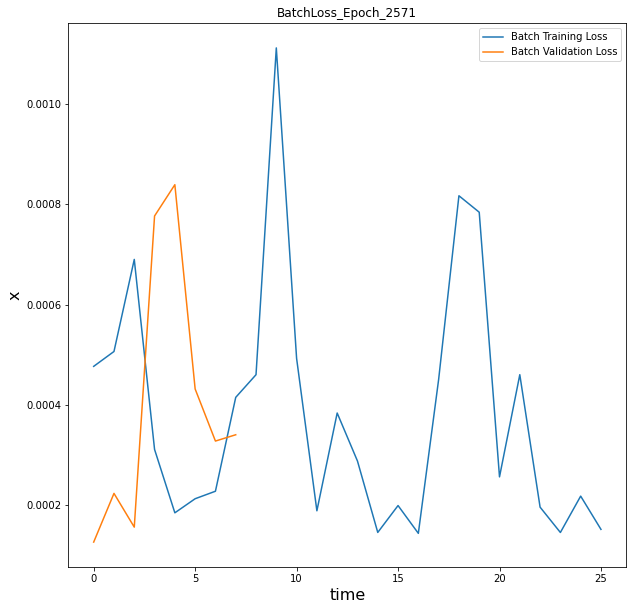 BatchLoss_Epoch_2571
Batch Training Loss
Batch Validation Loss
0.0010
0.0008
0.0006
0.0004
0.0002
x
0
5
10
15
20
25
time